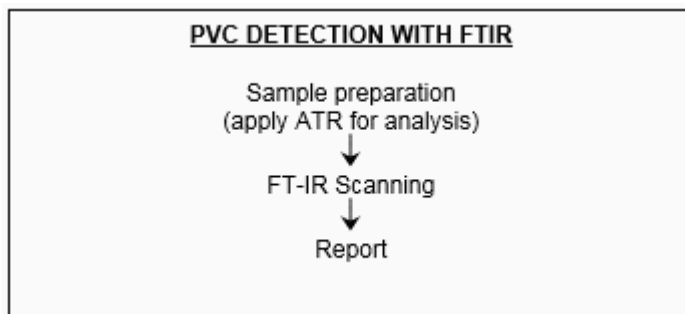 PVC DETECTION WITH FTIR
Sample preparation
(apply ATR for analysis)
FT-IR Scanning
Report